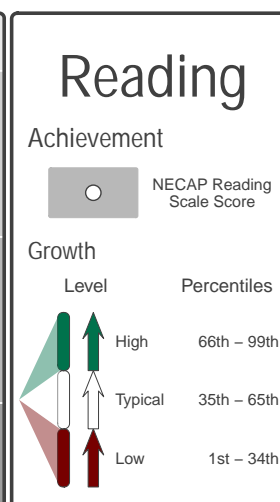 Reading
Achievement
NECAP Reading
Scale Score
Growth
Level Percentiles
High 66th – 99th
Typical 35th – 65th
Low 1st – 34th